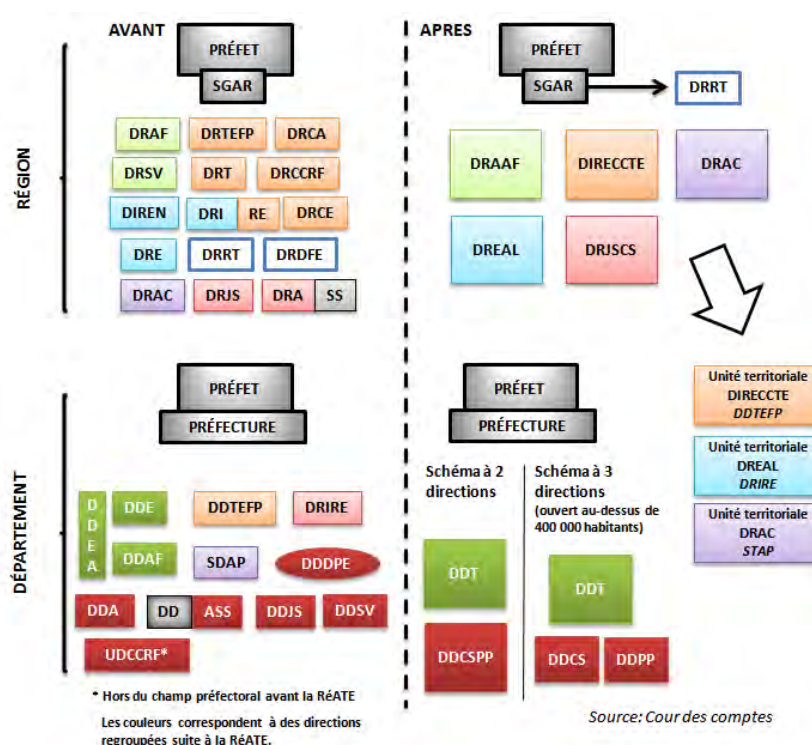 AVANT
PRÉFET
SGAR
RÉGION
DRAF DRTEFP DRCA
DRSV DRT DRCCRF
DIREN DRI RE DRCE
DRE DRRT DRDFE
DRAC DRJS DRA SS
APRES
PRÉFET
SGAR
DRRT
DRAAF DIRECCTE DRAC
DREAL DRJSCS
DÉPARTEMENT
PRÉFET
PRÉFECTURE
DDEA
DDE DDTEFP DRIRE
DDAF SDAP DDDPE
DDA DD ASS DDJS DDSV
UDCCRF*
* Hors du champ préfectoral avant la RéATE
Les couleurs correspondent à des directions
regroupées suite à la RéATE.
PRÉFET
PRÉFECTURE
Schéma à 2
directions
DDT
DDCSPP
Schéma à 3
directions
(ouvert au-dessus de
400 000 habitants)
DDT
DDCS DDPP
Unité territoriale
DIRECCTE
DDTEFP
Unité territoriale
DREAL
DRIRE
Unité territoriale
DRAC
STAP
Source: Cour des comptes